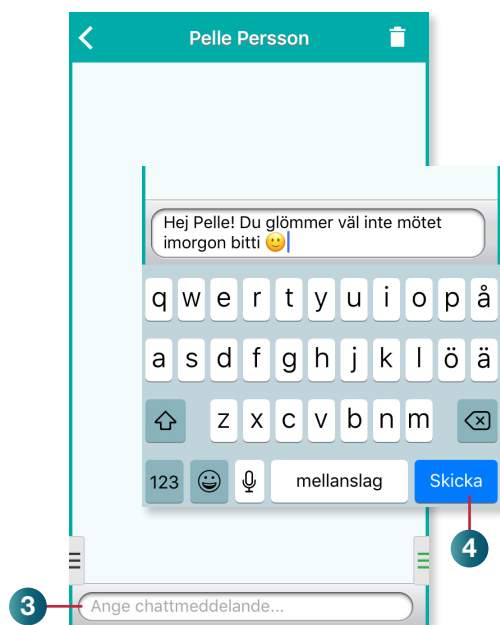 Pelle Persson
Hej Pelle! Du glömmer väl inte mötet
imorgon bitti 🙂
q w e r t y u i o p å
a s d f g h j k l ö ä
z x c v b n m
123 mellanslag Skicka
4
3 Ange chattmeddelande...